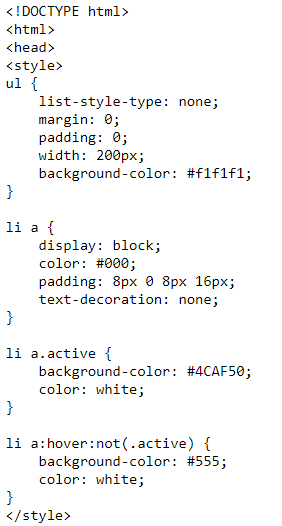 <!DOCTYPE html>
<html>
<head>
<style>
ul {
    list-style-type: none;
    margin: 0;
    padding: 0;
    width: 200px;
    background-color: #f1f1f1;
}

li a {
    display: block;
    color: #000;
    padding: 8px 0 8px 16px;
    text-decoration: none;
}

li a.active {
    background-color: #4CAF50;
    color: white;
}

li a:hover:not(.active) {
    background-color: #555;
    color: white;
}
</style>